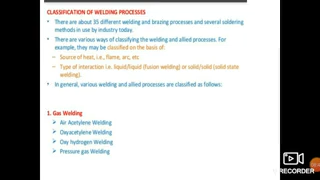 CLASSIFICATION OF WELDING PROCESSES
There are about 35 different welding and brazing processes and several soldering
methods in use by industry today.
There are various ways of classifying the welding and allied processes. For
example, they may be classified on the basis of:
– Source of heat, i.e., flame, arc, etc.
– Type of interaction i.e. liquid/liquid (fusion welding) or solid/solid (solid state
welding).
In general, various welding and allied processes are classified as follows:
1. Gas Welding
Air Acetylene Welding
Oxyacetylene Welding
Oxy hydrogen Welding
Pressure gas Welding
RECORDER